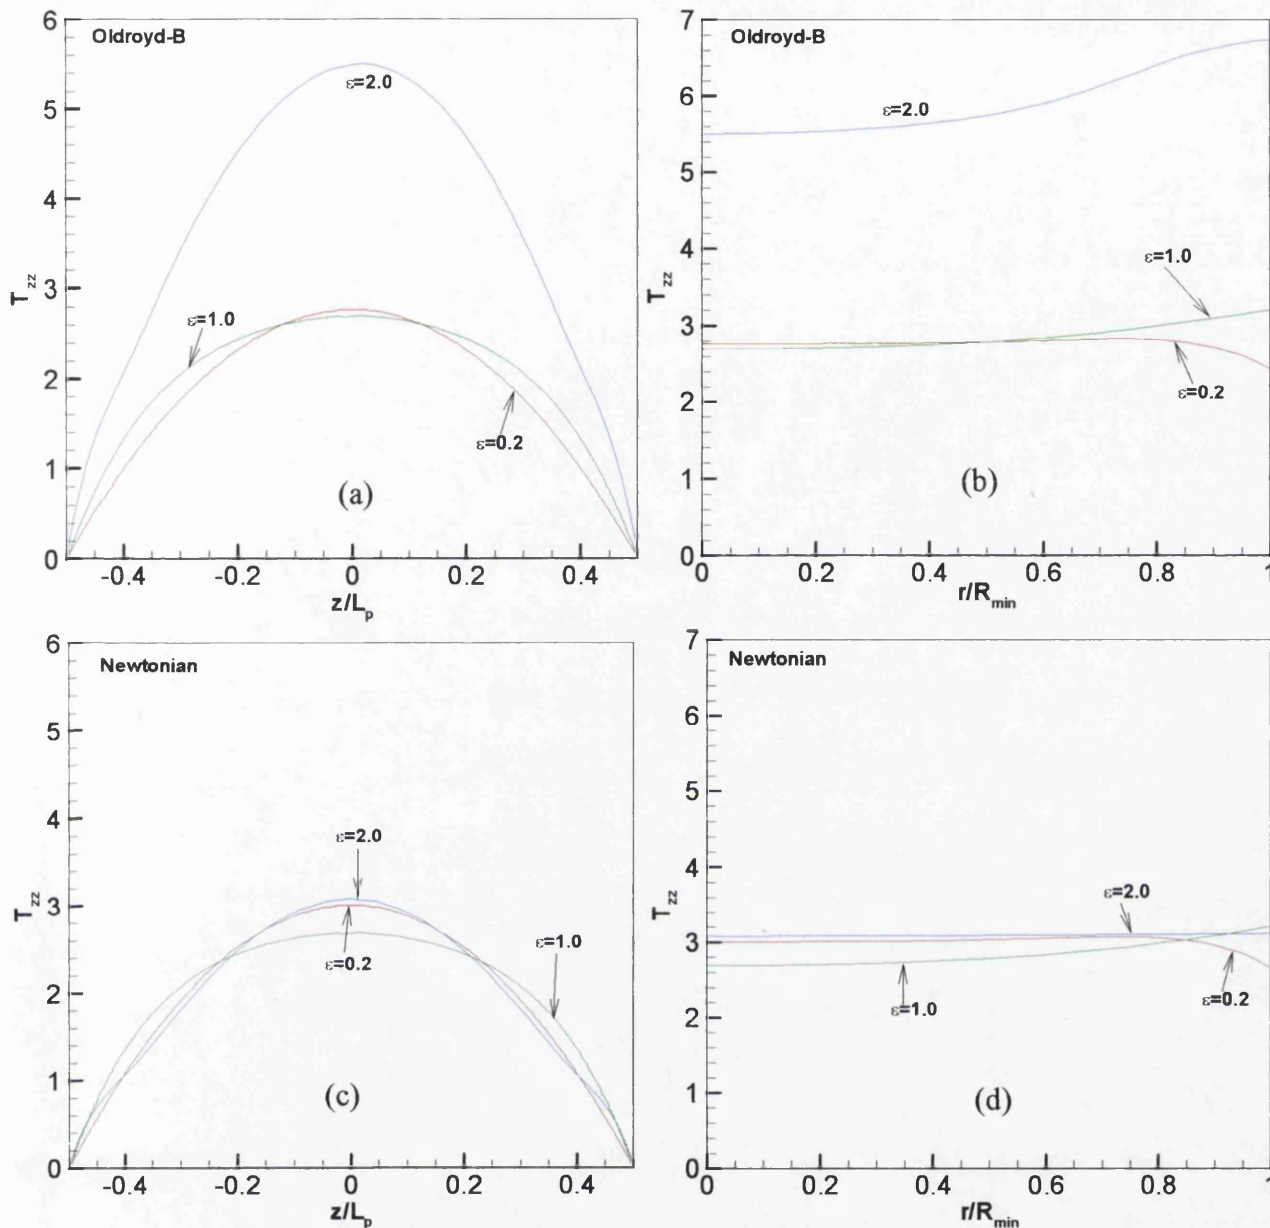 Oldroyd-B
6
5
4
3
2
1
0
T_zz
ε=2.0
ε=1.0
ε=0.2
(a)
-0.4 -0.2 0 0.2 0.4
z/L_p
Oldroyd-B
7
6
5
4
3
2
1
0
T_zz
ε=2.0
ε=1.0
ε=0.2
(b)
0 0.2 0.4 0.6 0.8 1
r/R_min
Newtonian
6
5
4
3
2
1
0
T_zz
ε=2.0
ε=1.0
ε=0.2
(c)
-0.4 -0.2 0 0.2 0.4
z/L_p
Newtonian
7
6
5
4
3
2
1
0
T_zz
ε=2.0
ε=1.0
ε=0.2
(d)
0 0.2 0.4 0.6 0.8 1
r/R_min